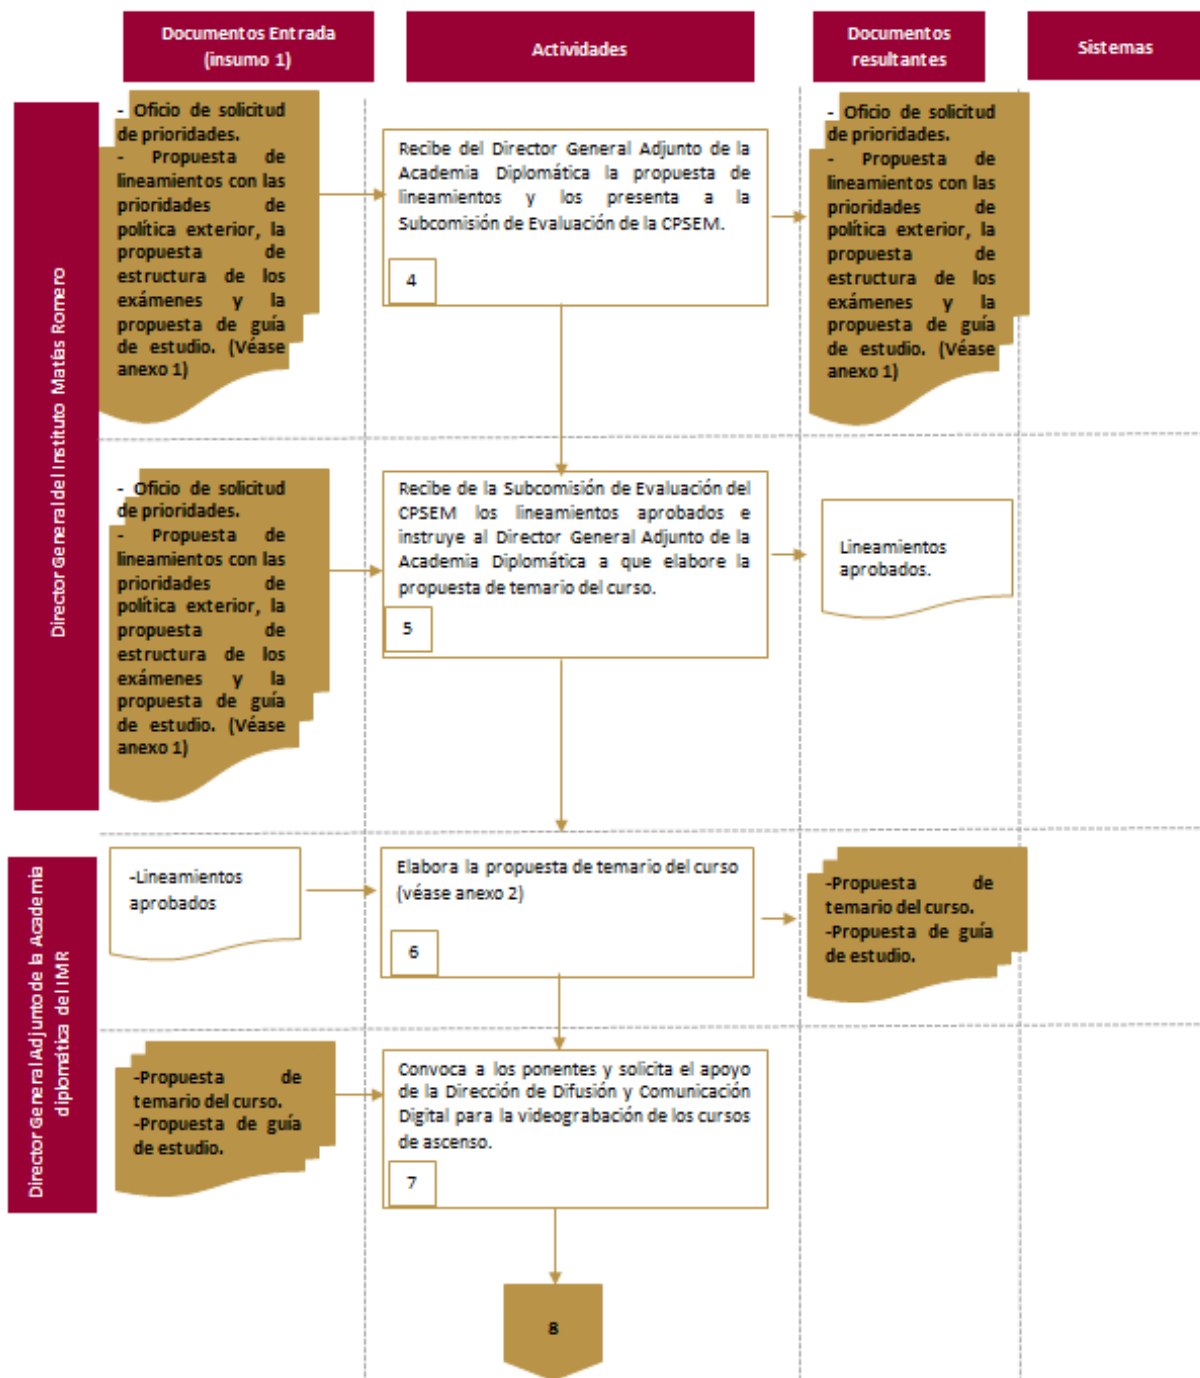 Documentos Entrada
(insumo 1)
Actividades
Documentos
resultantes
Sistemas
Director General del Instituto Matías Romero
- Oficio de solicitud
de prioridades.
- Propuesta de
lineamientos con las
prioridades de
política exterior, la
propuesta de
estructura de los
exámenes y la
propuesta de guía
de estudio. (Véase
anexo 1)
Recibe del Director General Adjunto de la
Academia Diplomática la propuesta de
lineamientos y los presenta a la
Subcomisión de Evaluación de la CPSEM.
4
- Oficio de solicitud
de prioridades.
- Propuesta de
lineamientos con las
prioridades de
política exterior, la
propuesta de
estructura de los
exámenes y la
propuesta de guía
de estudio. (Véase
anexo 1)
- Oficio de solicitud
de prioridades.
- Propuesta de
lineamientos con las
prioridades de
política exterior, la
propuesta de
estructura de los
exámenes y la
propuesta de guía
de estudio. (Véase
anexo 1)
Recibe de la Subcomisión de Evaluación del
CPSEM los lineamientos aprobados e
instruye al Director General Adjunto de la
Academia Diplomática a que elabore la
propuesta de temario del curso.
5
Lineamientos
aprobados.
Director General Adjunto de la Academia
diplomática del IMR
-Lineamientos
aprobados
Elabora la propuesta de temario del curso
(véase anexo 2)
6
-Propuesta de
temario del curso.
-Propuesta de guía
de estudio.
-Propuesta de
temario del curso.
-Propuesta de guía
de estudio.
Convoca a los ponentes y solicita el apoyo
de la Dirección de Difusión y Comunicación
Digital para la videograbación de los cursos
de ascenso.
7
8